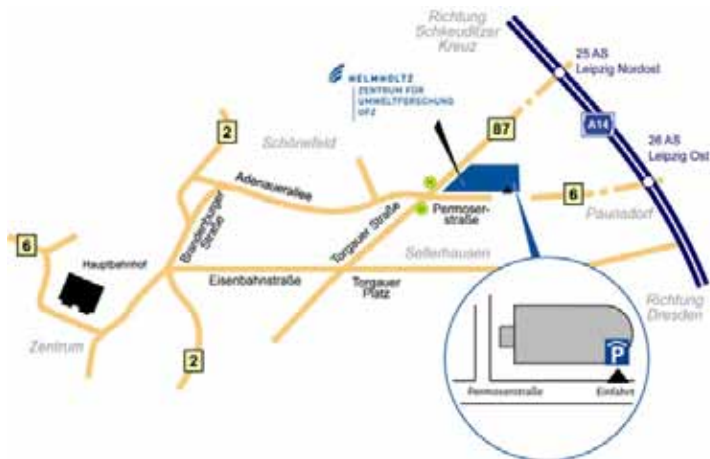 Richtung
Schkeuditzer
Kreuz
25 AS
Leipzig Nordost
HELMHOLTZ
ZENTRUM FÜR
UMWELTFORSCHUNG
UFZ
2
Schönefeld
87
A14
26 AS
Leipzig Ost
Adenauerallee
6
Permoser-
straße
Paunsdorf
Brandenburger
Straße
Torgauer Straße
6
Hauptbahnhof
Sellerhausen
Eisenbahnstraße
Torgauer
Platz
Richtung
Dresden
Zentrum
2
P
Permoserstraße
Einfahrt